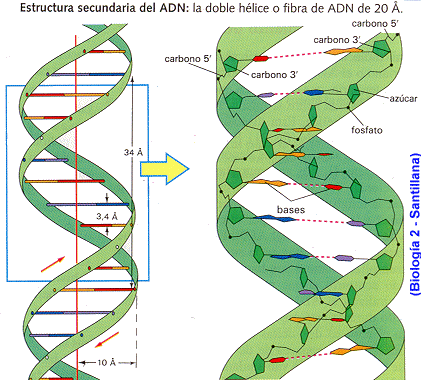 Estructura secundaria del ADN: la doble hélice o fibra de ADN de 20 Å.
carbono 5'
carbono 3'
carbono 5'
carbono 3'
azúcar
fosfato
34 Å
bases
3,4 Å
10 Å
(Biología 2 - Santillana)